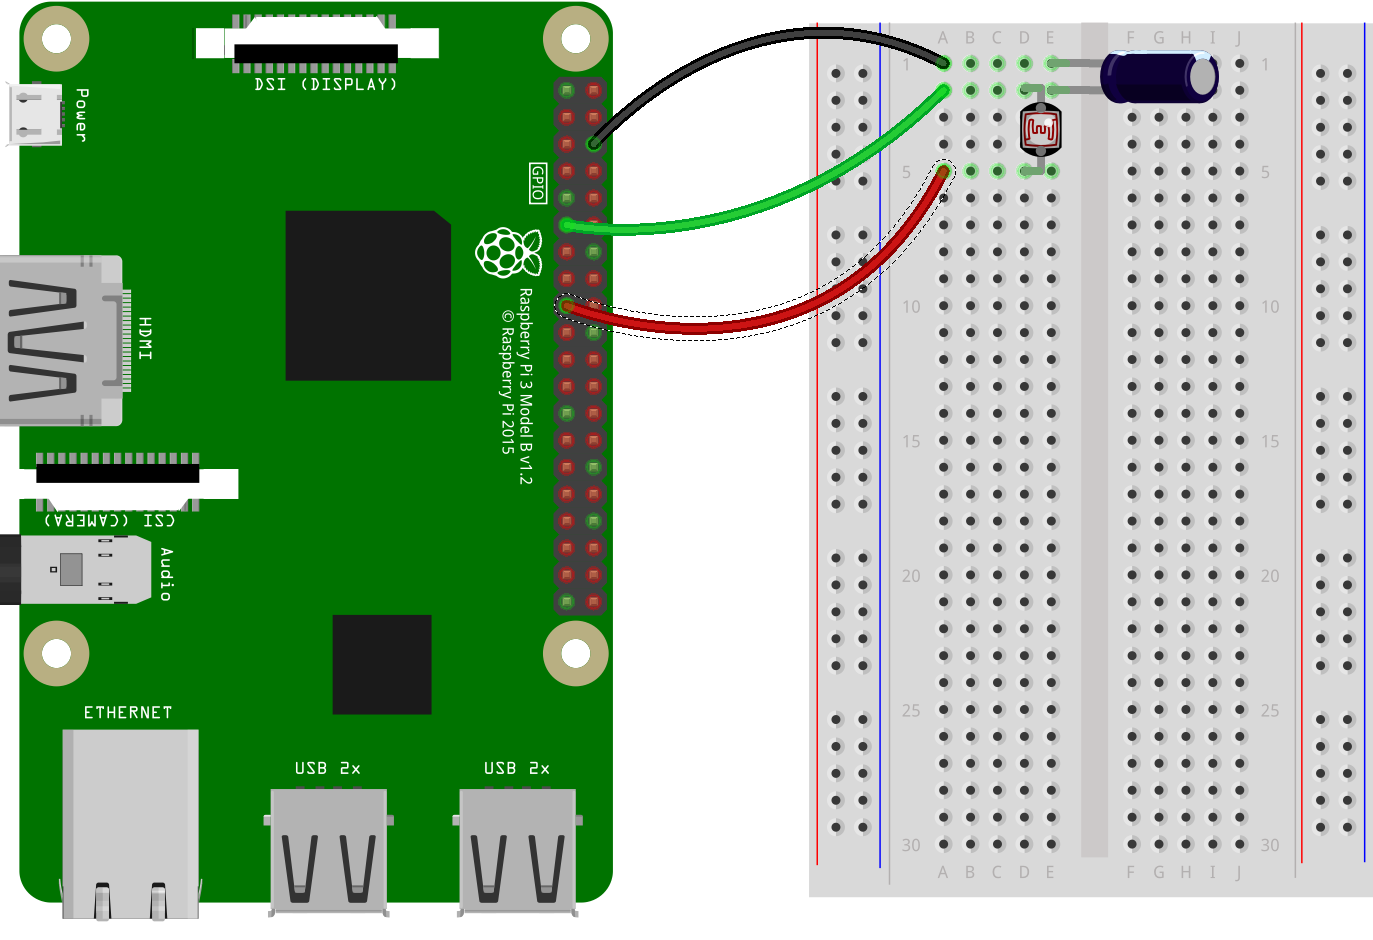 DSI (DISPLAY)
Power
GPIO
Raspberry Pi 3 Model B v1.2
© Raspberry Pi 2015
HDMI
CSI (CAMERA)
Audio
ETHERNET
USB 2x
USB 2x
A B C D E F G H I J
1 1
5 5
10 10
15 15
20 20
25 25
30 30
A B C D E F G H I J